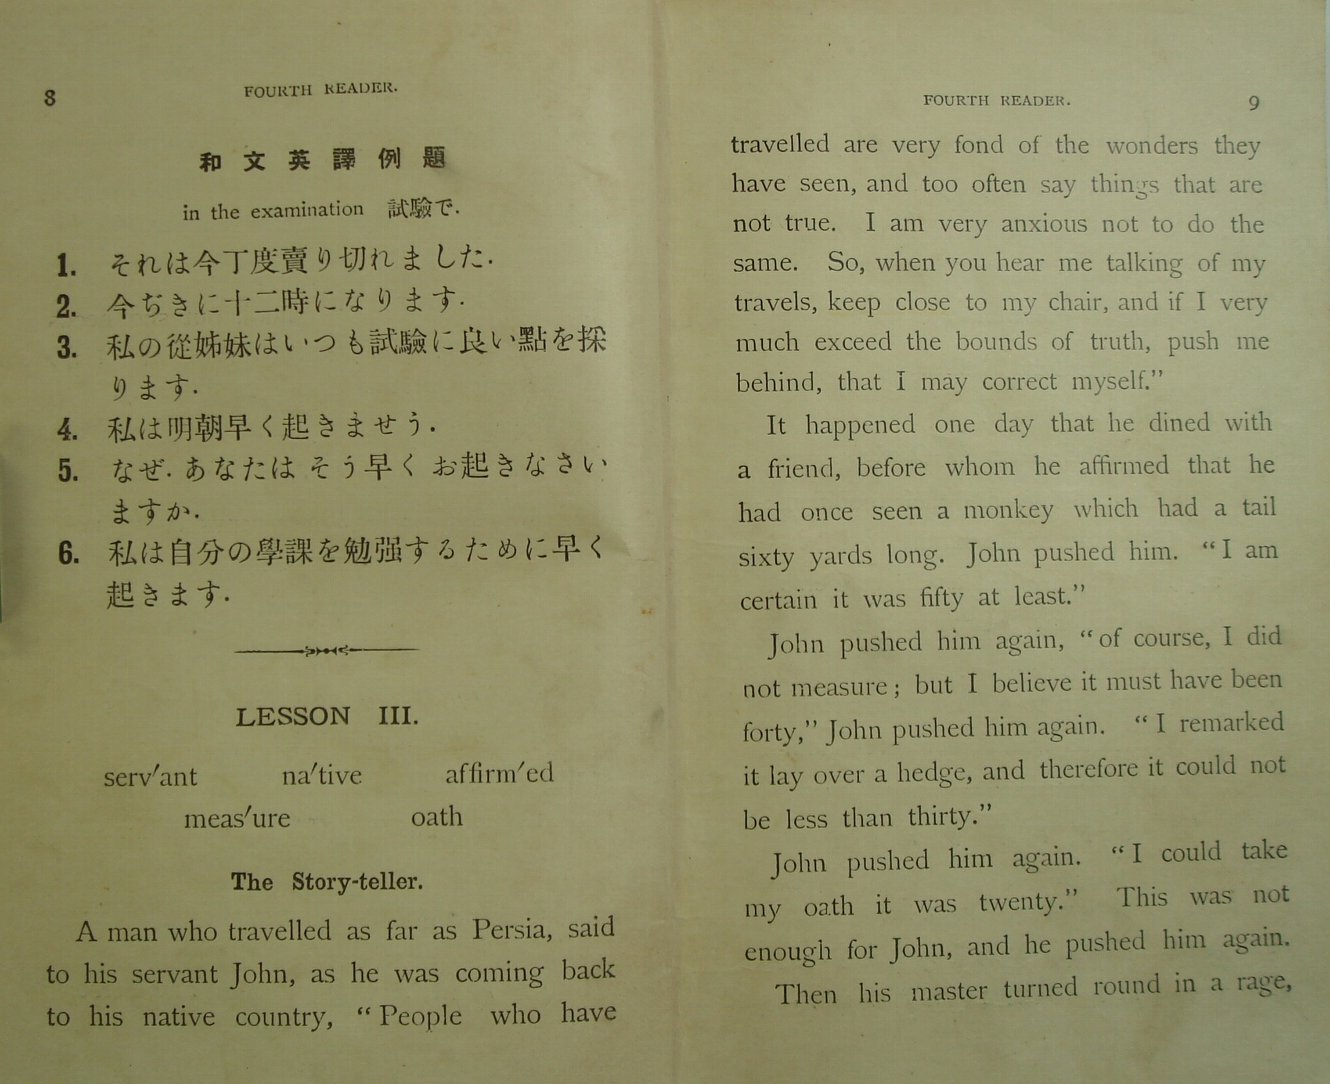 8
FOURTH READER.
和文英譯例題
in the examination 試驗で.
1. それは今丁度賣り切れました.
2. 今ぢきに十二時になります.
3. 私の從姊妹はいつも試驗に良い點を採
ります.
4. 私は明朝早く起きませう.
5. なぜ. あなたは そう早く お起きなさい
ますか.
6. 私は自分の學課を勉强するために早く
起きます.
LESSON III.
serv′ant na′tive affirm′ed
meas′ure oath
The Story-teller.
A man who travelled as far as Persia, said
to his servant John, as he was coming back
to his native country, “People who have
FOURTH READER.
9
travelled are very fond of the wonders they
have seen, and too often say things that are
not true. I am very anxious not to do the
same. So, when you hear me talking of my
travels, keep close to my chair, and if I very
much exceed the bounds of truth, push me
behind, that I may correct myself.”
It happened one day that he dined with
a friend, before whom he affirmed that he
had once seen a monkey which had a tail
sixty yards long. John pushed him. “I am
certain it was fifty at least.”
John pushed him again, “of course, I did
not measure; but I believe it must have been
forty,” John pushed him again. “I remarked
it lay over a hedge, and therefore it could not
be less than thirty.”
John pushed him again. “I could take
my oath it was twenty.” This was not
enough for John, and he pushed him again.
Then his master turned round in a rage,